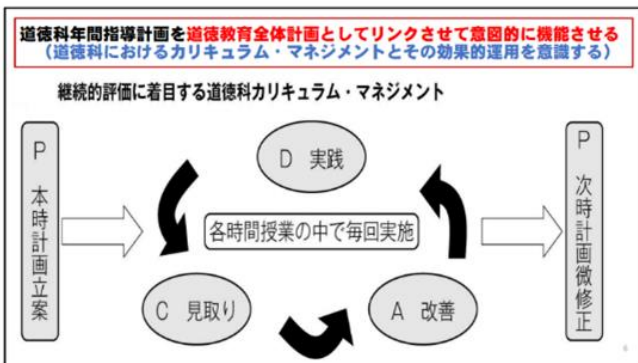 道徳科年間指導計画を道徳教育全体計画としてリンクさせて意図的に機能させる
（道徳科におけるカリキュラム・マネジメントとその効果的運用を意識する）
継続的評価に着目する道徳科カリキュラム・マネジメント
P 本時計画立案
D 実践
各時間授業の中で毎回実施
C 見取り
A 改善
P 次時計画微修正
6